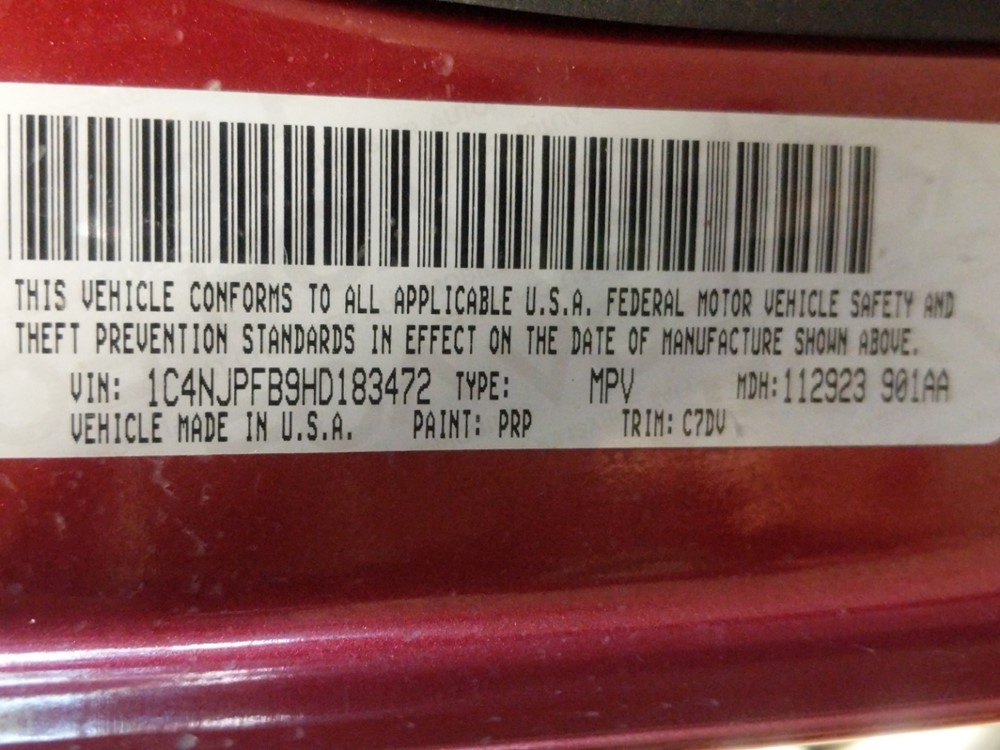 THIS VEHICLE CONFORMS TO ALL APPLICABLE U.S.A. FEDERAL MOTOR VEHICLE SAFETY AND
THEFT PREVENTION STANDARDS IN EFFECT ON THE DATE OF MANUFACTURE SHOWN ABOVE.
VIN: 1C4NJPFB9HD183472 TYPE: MPV MDH:112923 901AA
VEHICLE MADE IN U.S.A. PAINT: PRP TRIM: C7DV